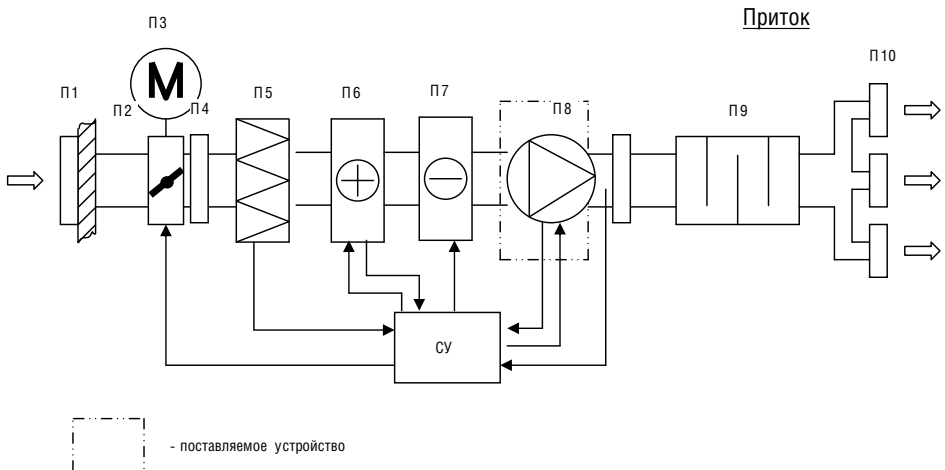 Приток
П3
П10
П1
П2
М
П4
П5
П6
П7
П8
П9
СУ
- поставляемое устройство